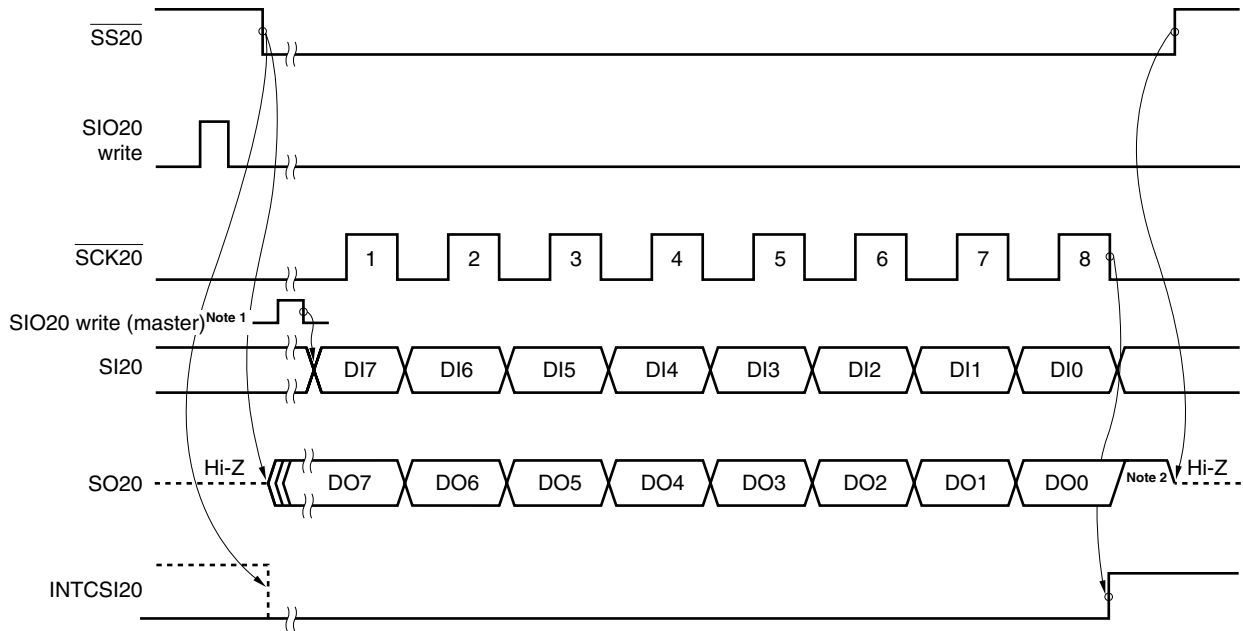 SS20
SIO20
write
SCK20
1 2 3 4 5 6 7 8
SIO20 write (master)Note 1
SI20
DI7 DI6 DI5 DI4 DI3 DI2 DI1 DI0
SO20
Hi-Z
DO7 DO6 DO5 DO4 DO3 DO2 DO1 DO0
Note 2
Hi-Z
INTCSI20